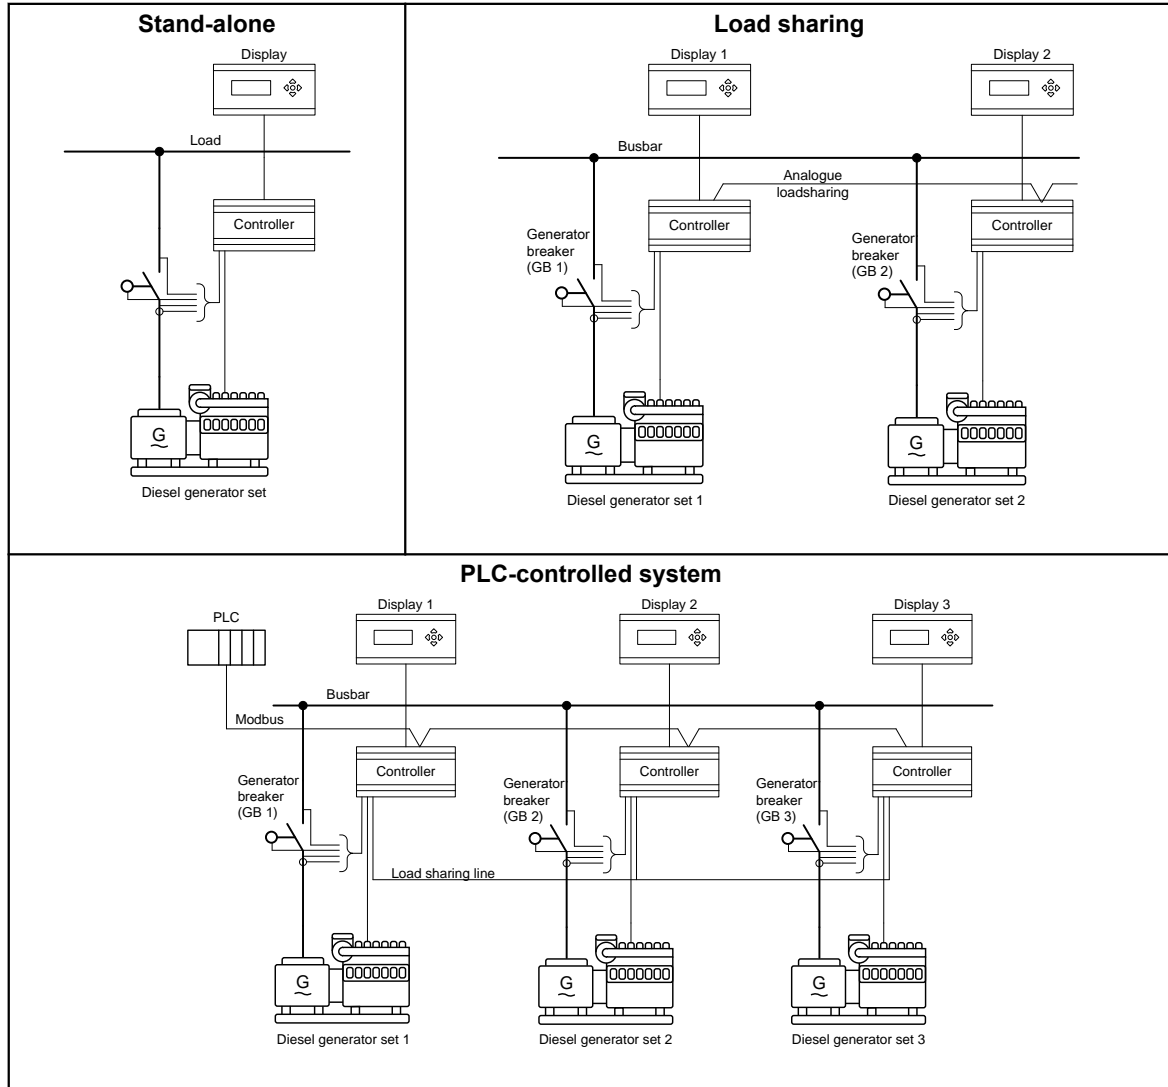 Stand-alone
Display
Load
Controller
G
Diesel generator set
Load sharing
Display 1
Display 2
Busbar
Analogue
loadsharing
Controller
Controller
Generator
breaker
(GB 1)
Generator
breaker
(GB 2)
G
G
Diesel generator set 1
Diesel generator set 2
PLC-controlled system
PLC
Display 1
Display 2
Display 3
Busbar
Modbus
Controller
Controller
Controller
Generator
breaker
(GB 1)
Generator
breaker
(GB 2)
Generator
breaker
(GB 3)
Load sharing line
G
G
G
Diesel generator set 1
Diesel generator set 2
Diesel generator set 3